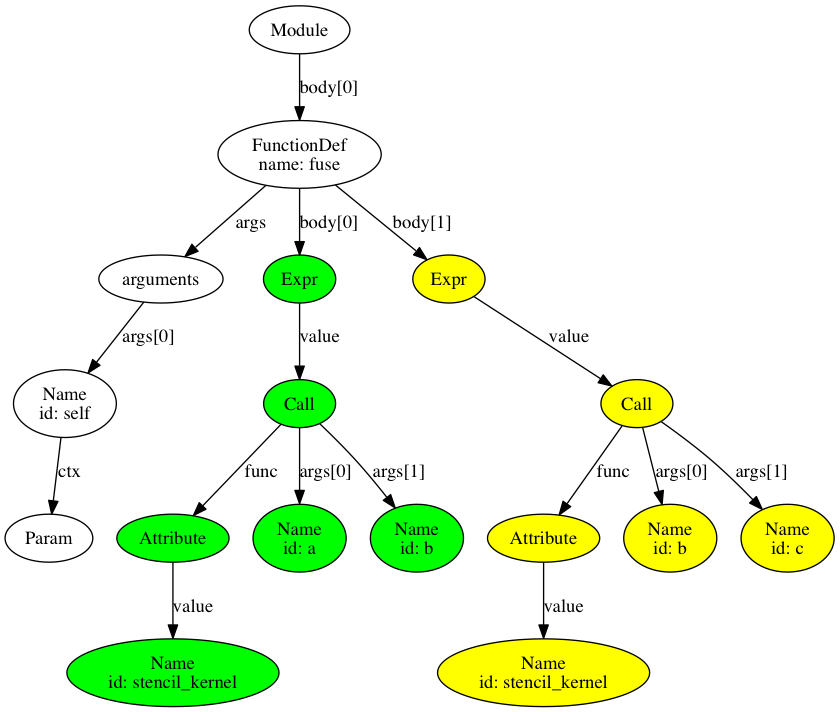 Module
body[0]
FunctionDef
name: fuse
args
body[0]
body[1]
arguments
Expr
Expr
args[0]
value
value
Name
id: self
Call
Call
ctx
func
args[0]
args[1]
func
args[0]
args[1]
Param
Attribute
Name
id: a
Name
id: b
Attribute
Name
id: b
Name
id: c
value
value
Name
id: stencil_kernel
Name
id: stencil_kernel